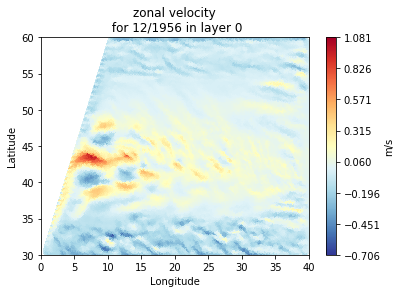 zonal velocity
for 12/1956 in layer 0
60
55
50
45
40
35
30
Latitude
0 5 10 15 20 25 30 35 40
Longitude
1.081
0.826
0.571
0.315
0.060
−0.196
−0.451
−0.706
m/s